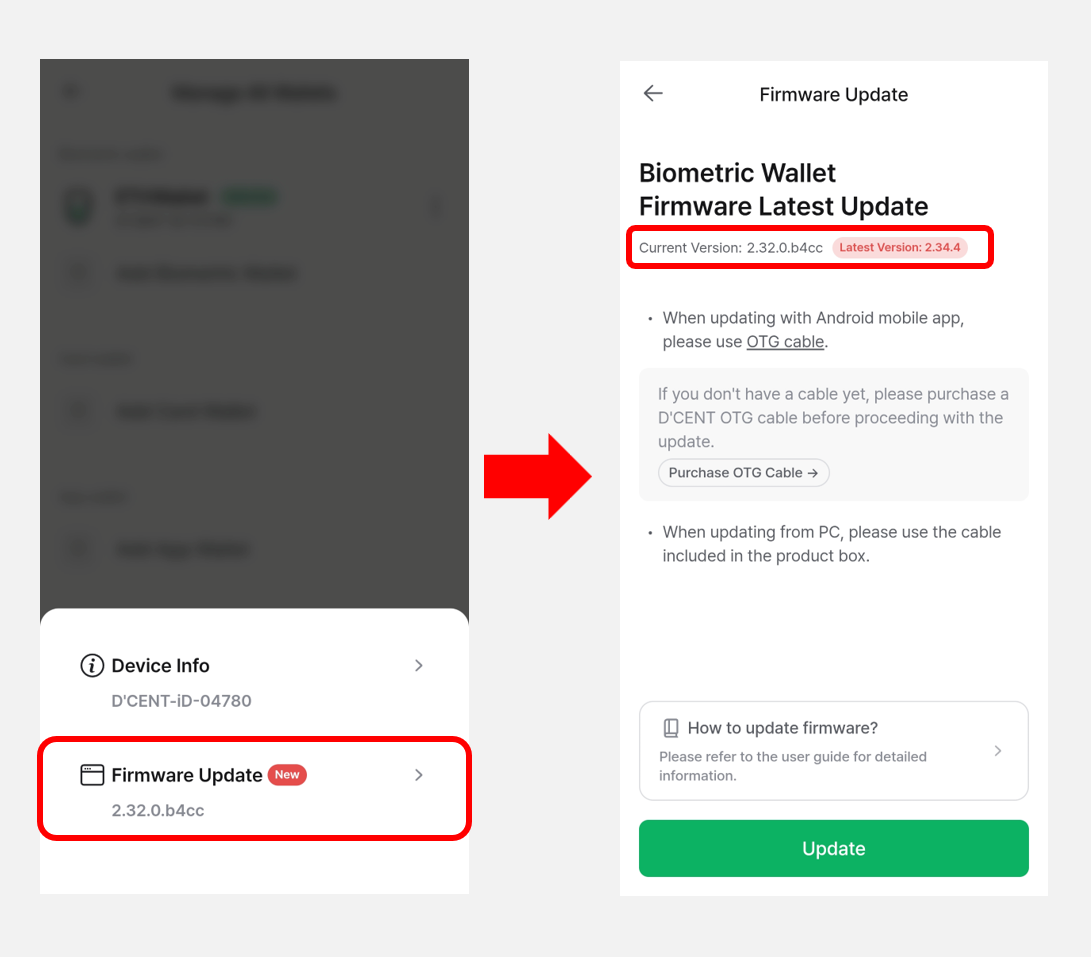 Device Info
D'CENT-iD-04780
Firmware Update New
2.32.0.b4cc
Firmware Update
Biometric Wallet
Firmware Latest Update
Current Version: 2.32.0.b4cc Latest Version: 2.34.4
• When updating with Android mobile app,
please use OTG cable.
If you don't have a cable yet, please purchase a
D'CENT OTG cable before proceeding with the
update.
Purchase OTG Cable →
• When updating from PC, please use the cable
included in the product box.
How to update firmware?
Please refer to the user guide for detailed
information.
Update